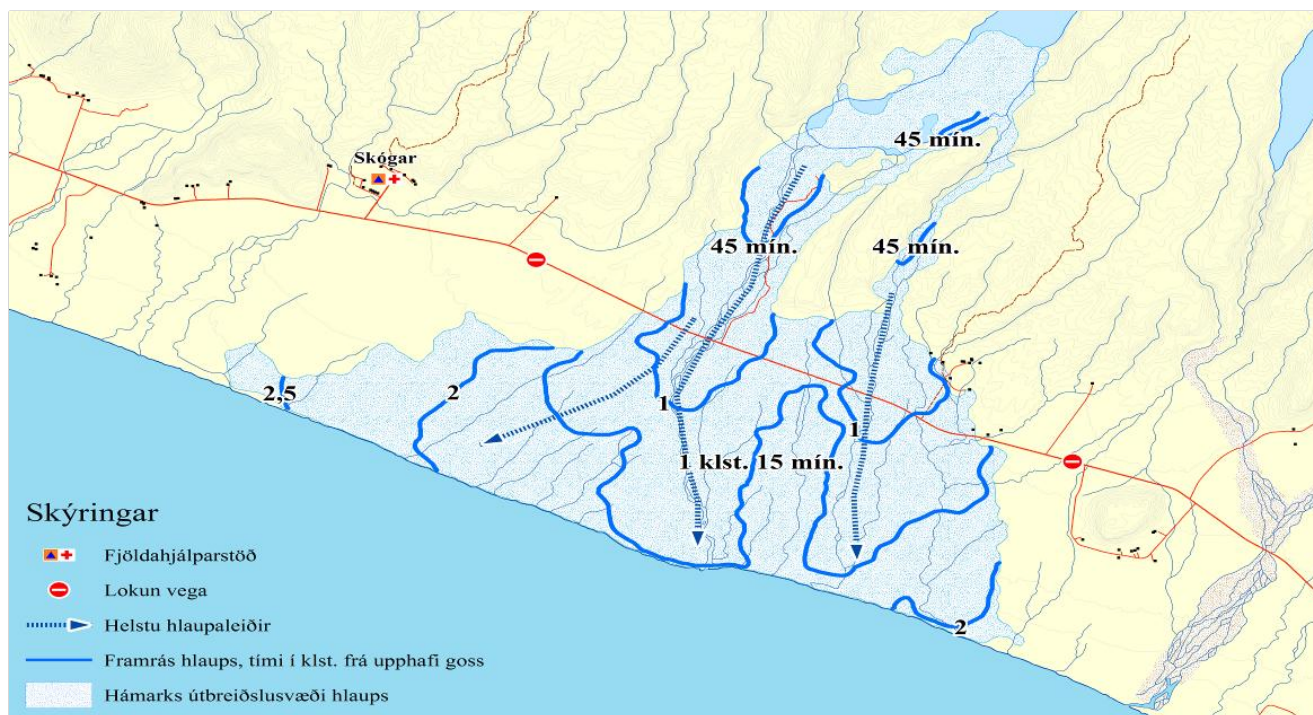 45 mín.
Skógar
45 mín.
45 mín.
2,5
2
1
1
1 klst. 15 mín.
2
Skýringar
Fjöldahjálparstöð
Lokun vega
Helstu hlaupaleiðir
Framrás hlaups, tími í klst. frá upphafi goss
Hámarks útbreiðslusvæði hlaups